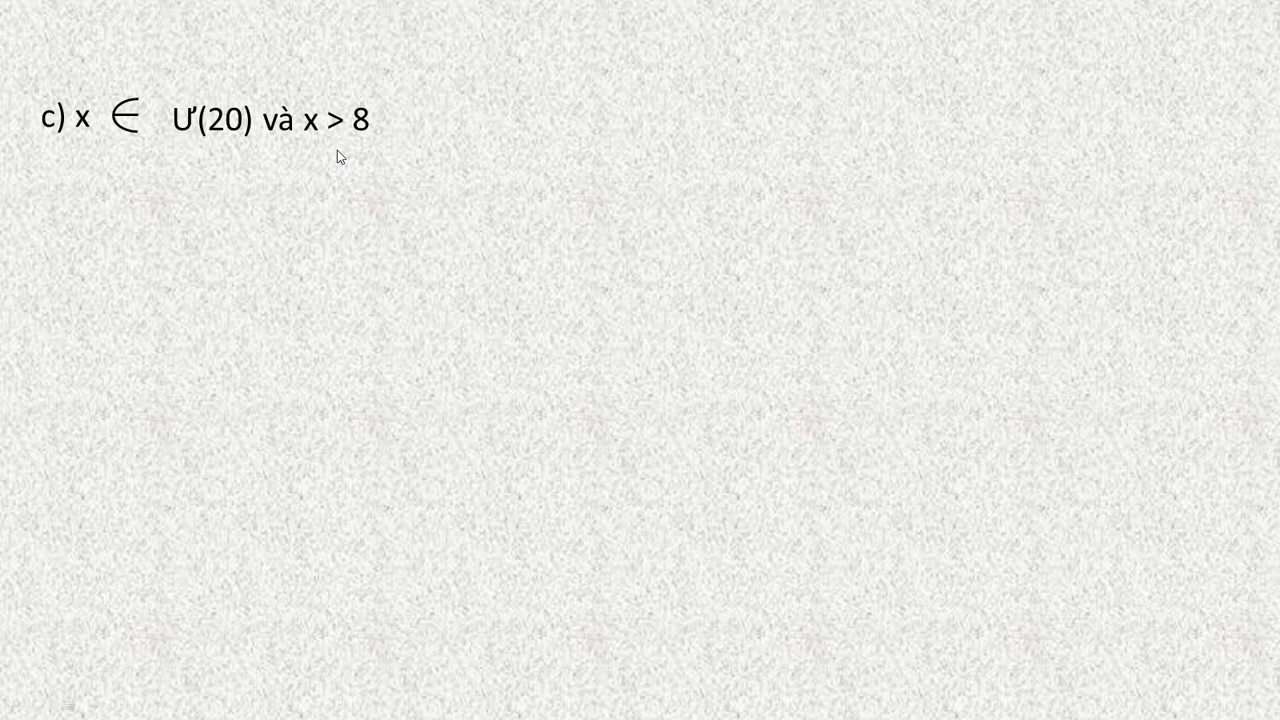 c) x ∈ Ư(20) và x > 8